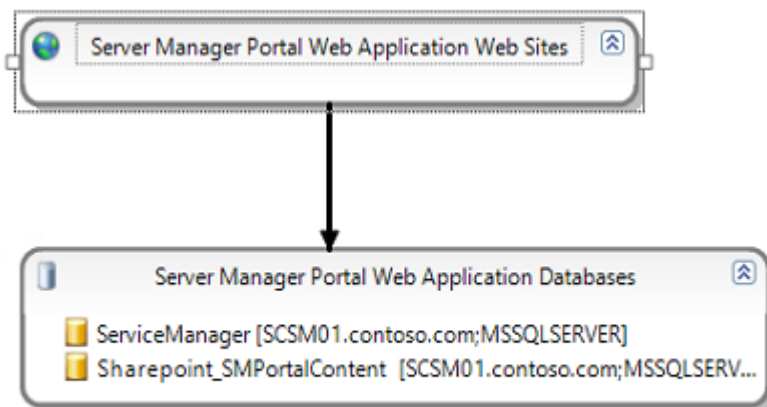 Server Manager Portal Web Application Web Sites
Server Manager Portal Web Application Databases
ServiceManager [SCSM01.contoso.com;MSSQLSERVER]
Sharepoint_SMPortalContent [SCSM01.contoso.com;MSSQLSERV...